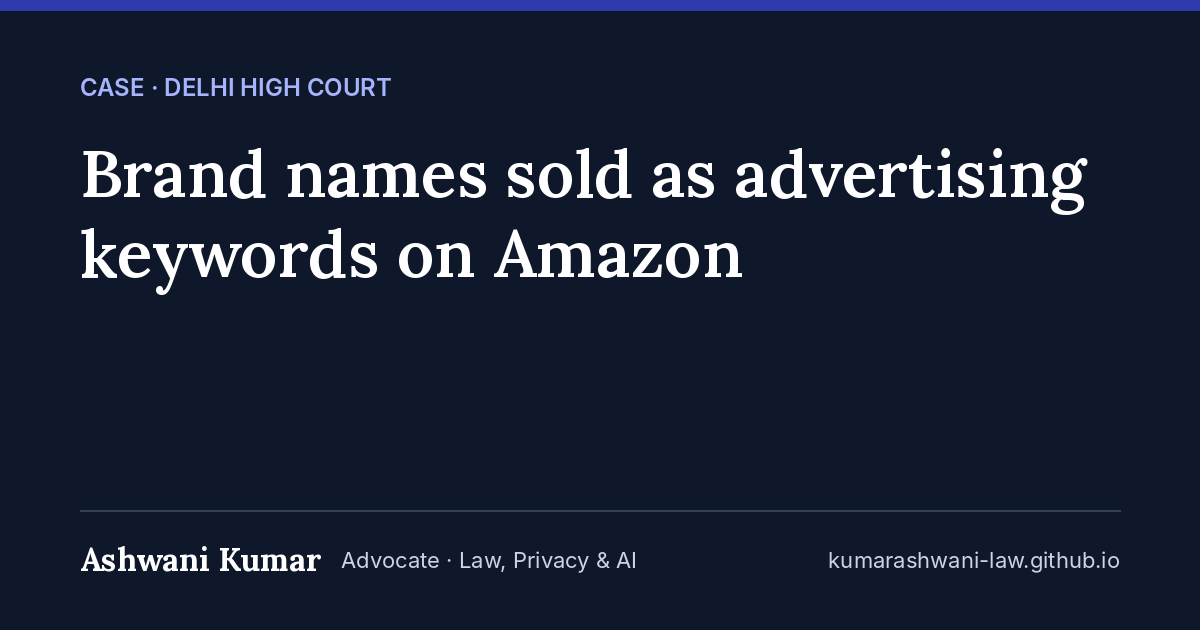 CASE · DELHI HIGH COURT
Brand names sold as advertising
keywords on Amazon
Ashwani Kumar Advocate · Law, Privacy & AI kumarashwani-law.github.io